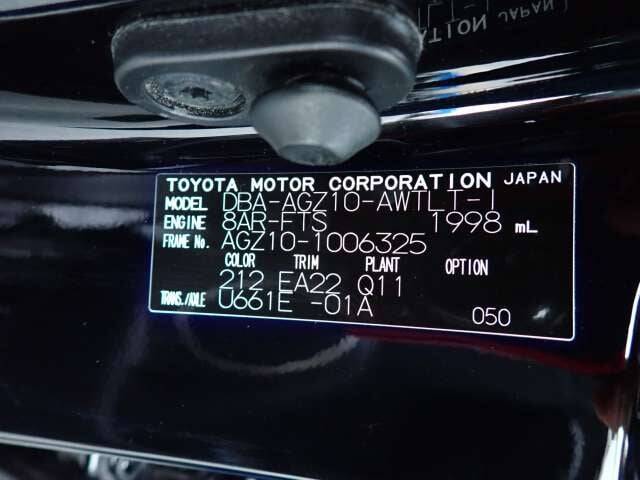 TOYOTA MOTOR CORPORATION JAPAN
MODEL DBA-AGZ10-AWTLT-I
ENGINE 8AR-FTS 1998 mL
FRAME No. AGZ10-1006325
COLOR TRIM PLANT OPTION
212 EA22 Q11
TRANS./AXLE U661E -01A 050